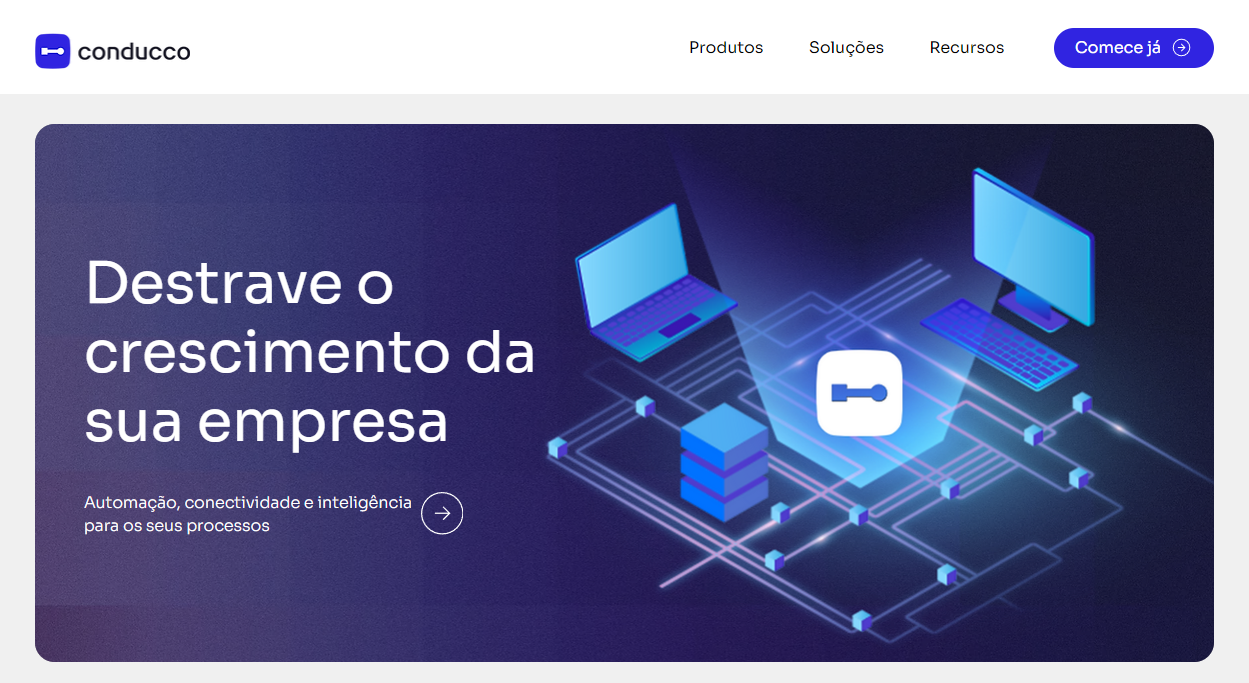 conducco
Produtos
Soluções
Recursos
Comece já
Destrave o
crescimento da
sua empresa
Automação, conectividade e inteligência
para os seus processos